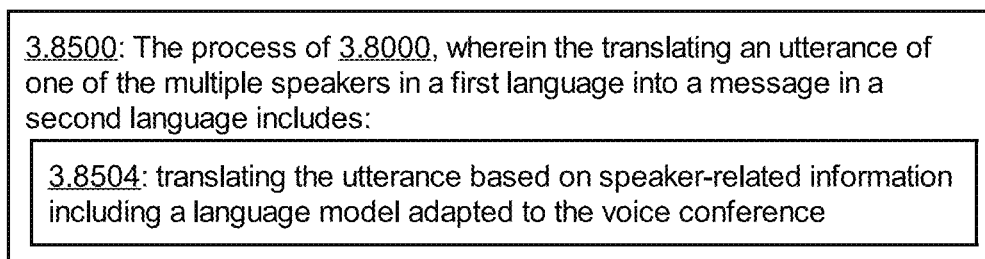 3.8500: The process of 3.8000, wherein the translating an utterance of
one of the multiple speakers in a first language into a message in a
second language includes:
3.8504: translating the utterance based on speaker-related information
including a language model adapted to the voice conference